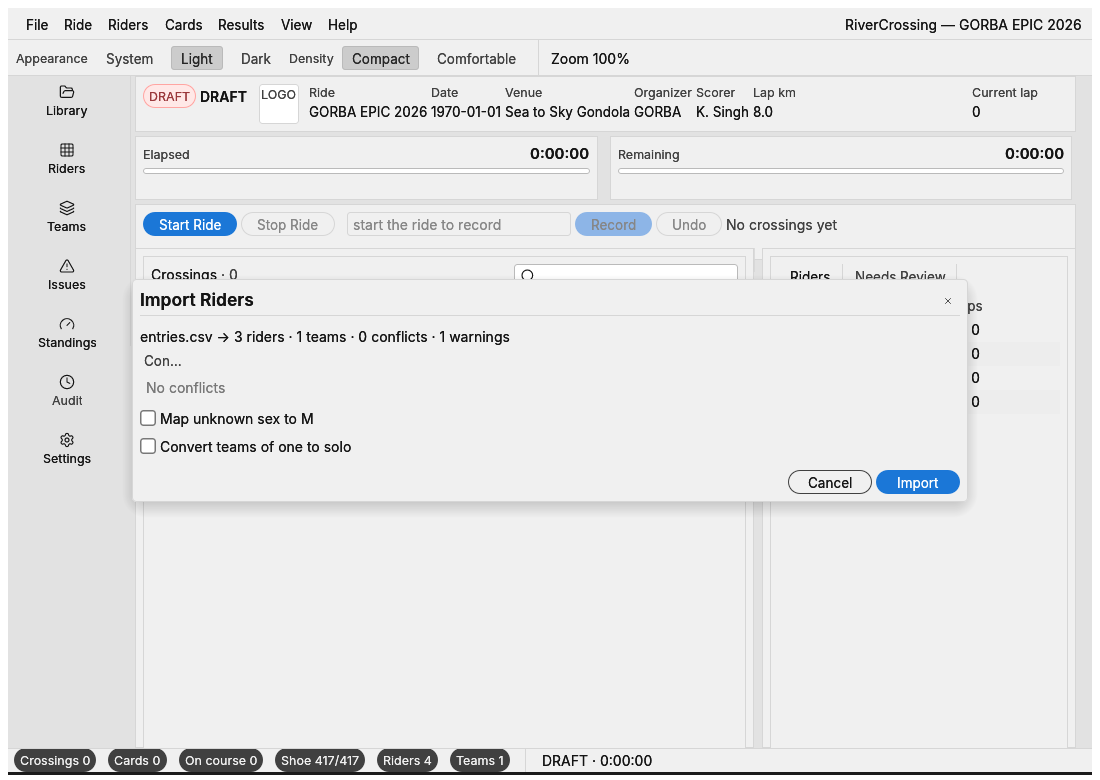 File Ride Riders Cards Results View Help RiverCrossing — GORBA EPIC 2026
Appearance System Light Dark Density Compact Comfortable Zoom 100%
Library
Riders
Teams
Issues
Standings
Audit
Settings
DRAFT DRAFT LOGO
Ride Date Venue Organizer Scorer Lap km Current lap
GORBA EPIC 2026 1970-01-01 Sea to Sky Gondola GORBA K. Singh 8.0 0
Elapsed 0:00:00 Remaining 0:00:00
Start Ride Stop Ride start the ride to record Record Undo No crossings yet
Crossings · 0 Riders Needs Review
ps
0
0
0
0
Import Riders ×
entries.csv → 3 riders · 1 teams · 0 conflicts · 1 warnings
Con...
No conflicts
Map unknown sex to M
Convert teams of one to solo
Cancel Import
Crossings 0 Cards 0 On course 0 Shoe 417/417 Riders 4 Teams 1 DRAFT · 0:00:00